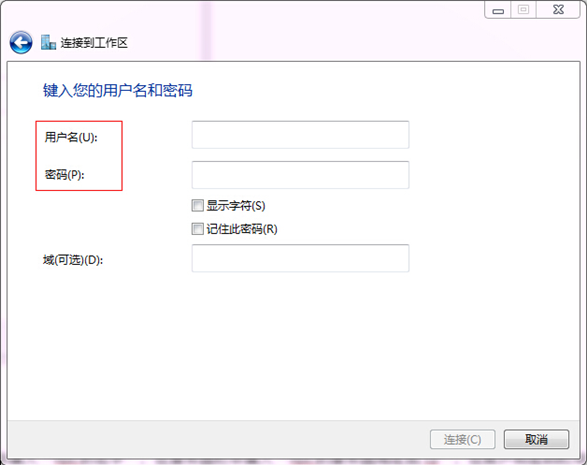 连接到工作区
键入您的用户名和密码
用户名(U):
密码(P):
显示字符(S)
记住此密码(R)
域(可选)(D):
连接(C)
取消